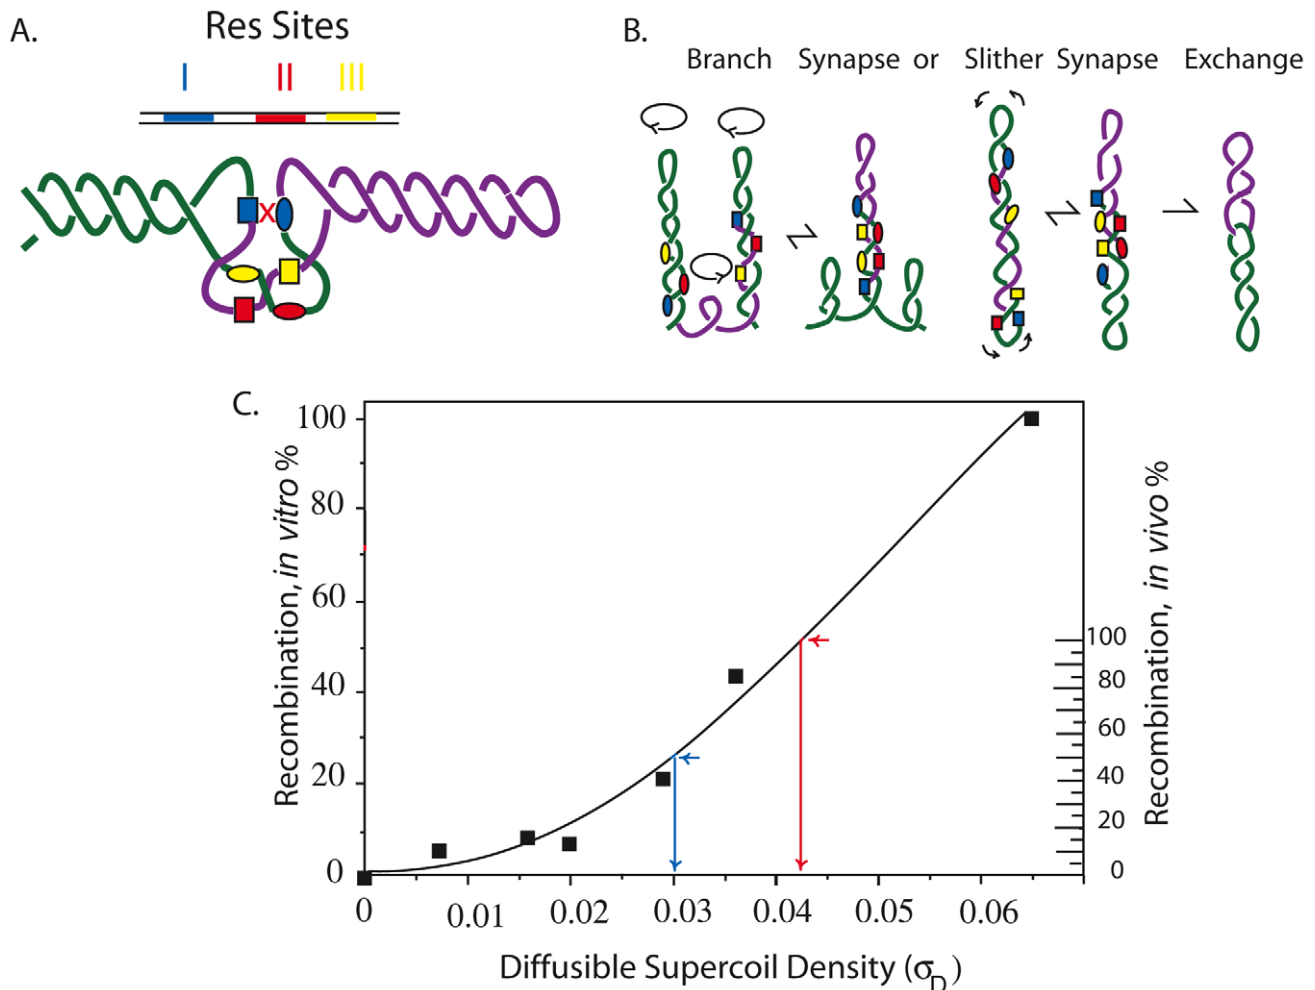 A.
Res Sites
I II III
B.
Branch Synapse or Slither Synapse Exchange
x
C.
Recombination, in vitro %
100
80
60
40
20
0
0 0.01 0.02 0.03 0.04 0.05 0.06
Diffusible Supercoil Density (σD)
100
80
60
40
20
0
Recombination, in vivo %